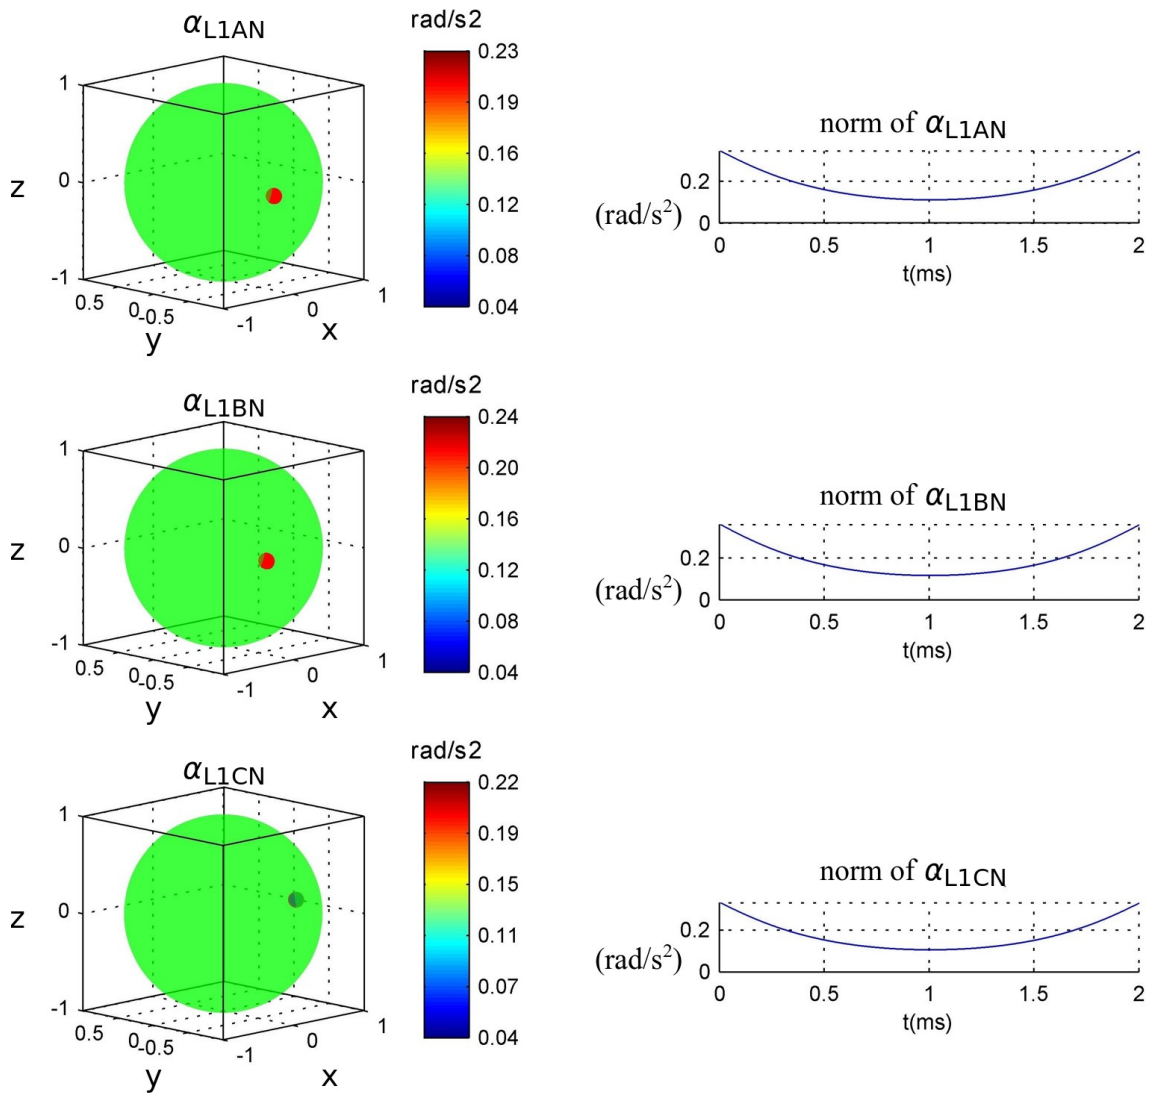 α_L1AN
rad/s2
0.23
0.19
0.16
0.12
0.08
0.04
1
0
-1
z
0.5
0
-0.5
y
-1
0
1
x
norm of α_L1AN
0.2
0
(rad/s²)
0
0.5
1
1.5
2
t(ms)
α_L1BN
rad/s2
0.24
0.20
0.16
0.12
0.08
0.04
1
0
-1
z
0.5
0
-0.5
y
-1
0
1
x
norm of α_L1BN
0.2
0
(rad/s²)
0
0.5
1
1.5
2
t(ms)
α_L1CN
rad/s2
0.22
0.19
0.15
0.11
0.07
0.04
1
0
-1
z
0.5
0
-0.5
y
-1
0
1
x
norm of α_L1CN
0.2
0
(rad/s²)
0
0.5
1
1.5
2
t(ms)